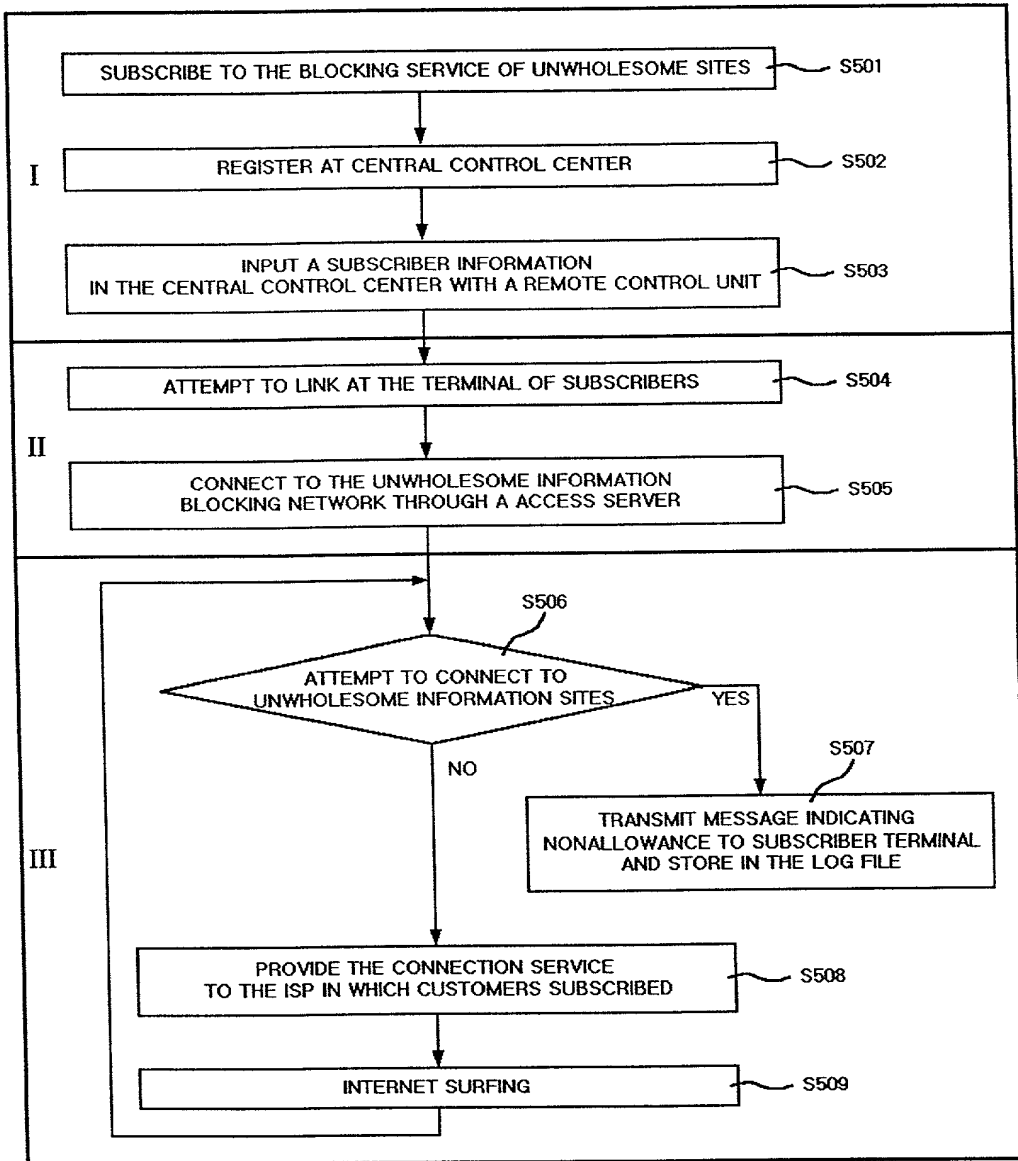 SUBSCRIBE TO THE BLOCKING SERVICE OF UNWHOLESOME SITES
S501
I
REGISTER AT CENTRAL CONTROL CENTER
S502
INPUT A SUBSCRIBER INFORMATION
IN THE CENTRAL CONTROL CENTER WITH A REMOTE CONTROL UNIT
S503
ATTEMPT TO LINK AT THE TERMINAL OF SUBSCRIBERS
S504
II
CONNECT TO THE UNWHOLESOME INFORMATION
BLOCKING NETWORK THROUGH A ACCESS SERVER
S505
S506
ATTEMPT TO CONNECT TO
UNWHOLESOME INFORMATION SITES
YES
NO
S507
TRANSMIT MESSAGE INDICATING
NONALLOWANCE TO SUBSCRIBER TERMINAL
AND STORE IN THE LOG FILE
III
PROVIDE THE CONNECTION SERVICE
TO THE ISP IN WHICH CUSTOMERS SUBSCRIBED
S508
INTERNET SURFING
S509